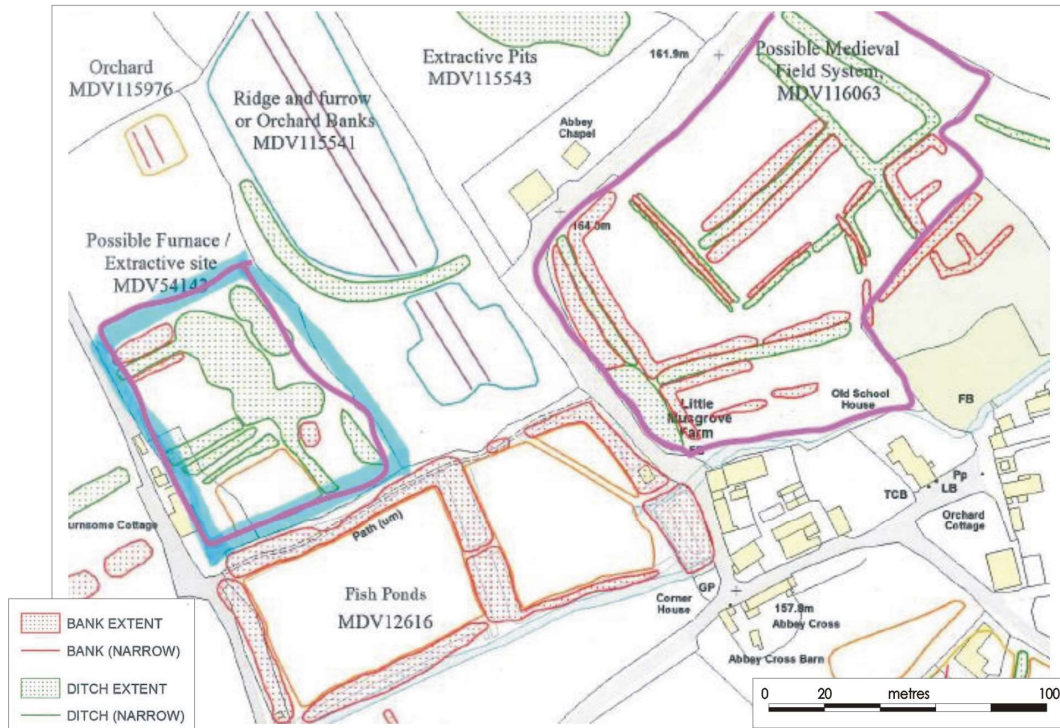 Orchard
MDV115976
Ridge and furrow
or Orchard Banks
MDV115541
Extractive Pits
MDV115543
161.9m
Possible Medieval
Field System,
MDV116063
Abbey
Chapel
164.0m
Possible Furnace /
Extractive site
MDV54142
Little
Musgrove
Farm
Old School
House
FB
TCB
LB
Pp
Orchard
Cottage
urnsome Cottage
Path (um)
Fish Ponds
MDV12616
GP
Corner
House
157.8m
Abbey Cross
Abbey Cross Barn
BANK EXTENT
BANK (NARROW)
DITCH EXTENT
DITCH (NARROW)
0 20 metres 100